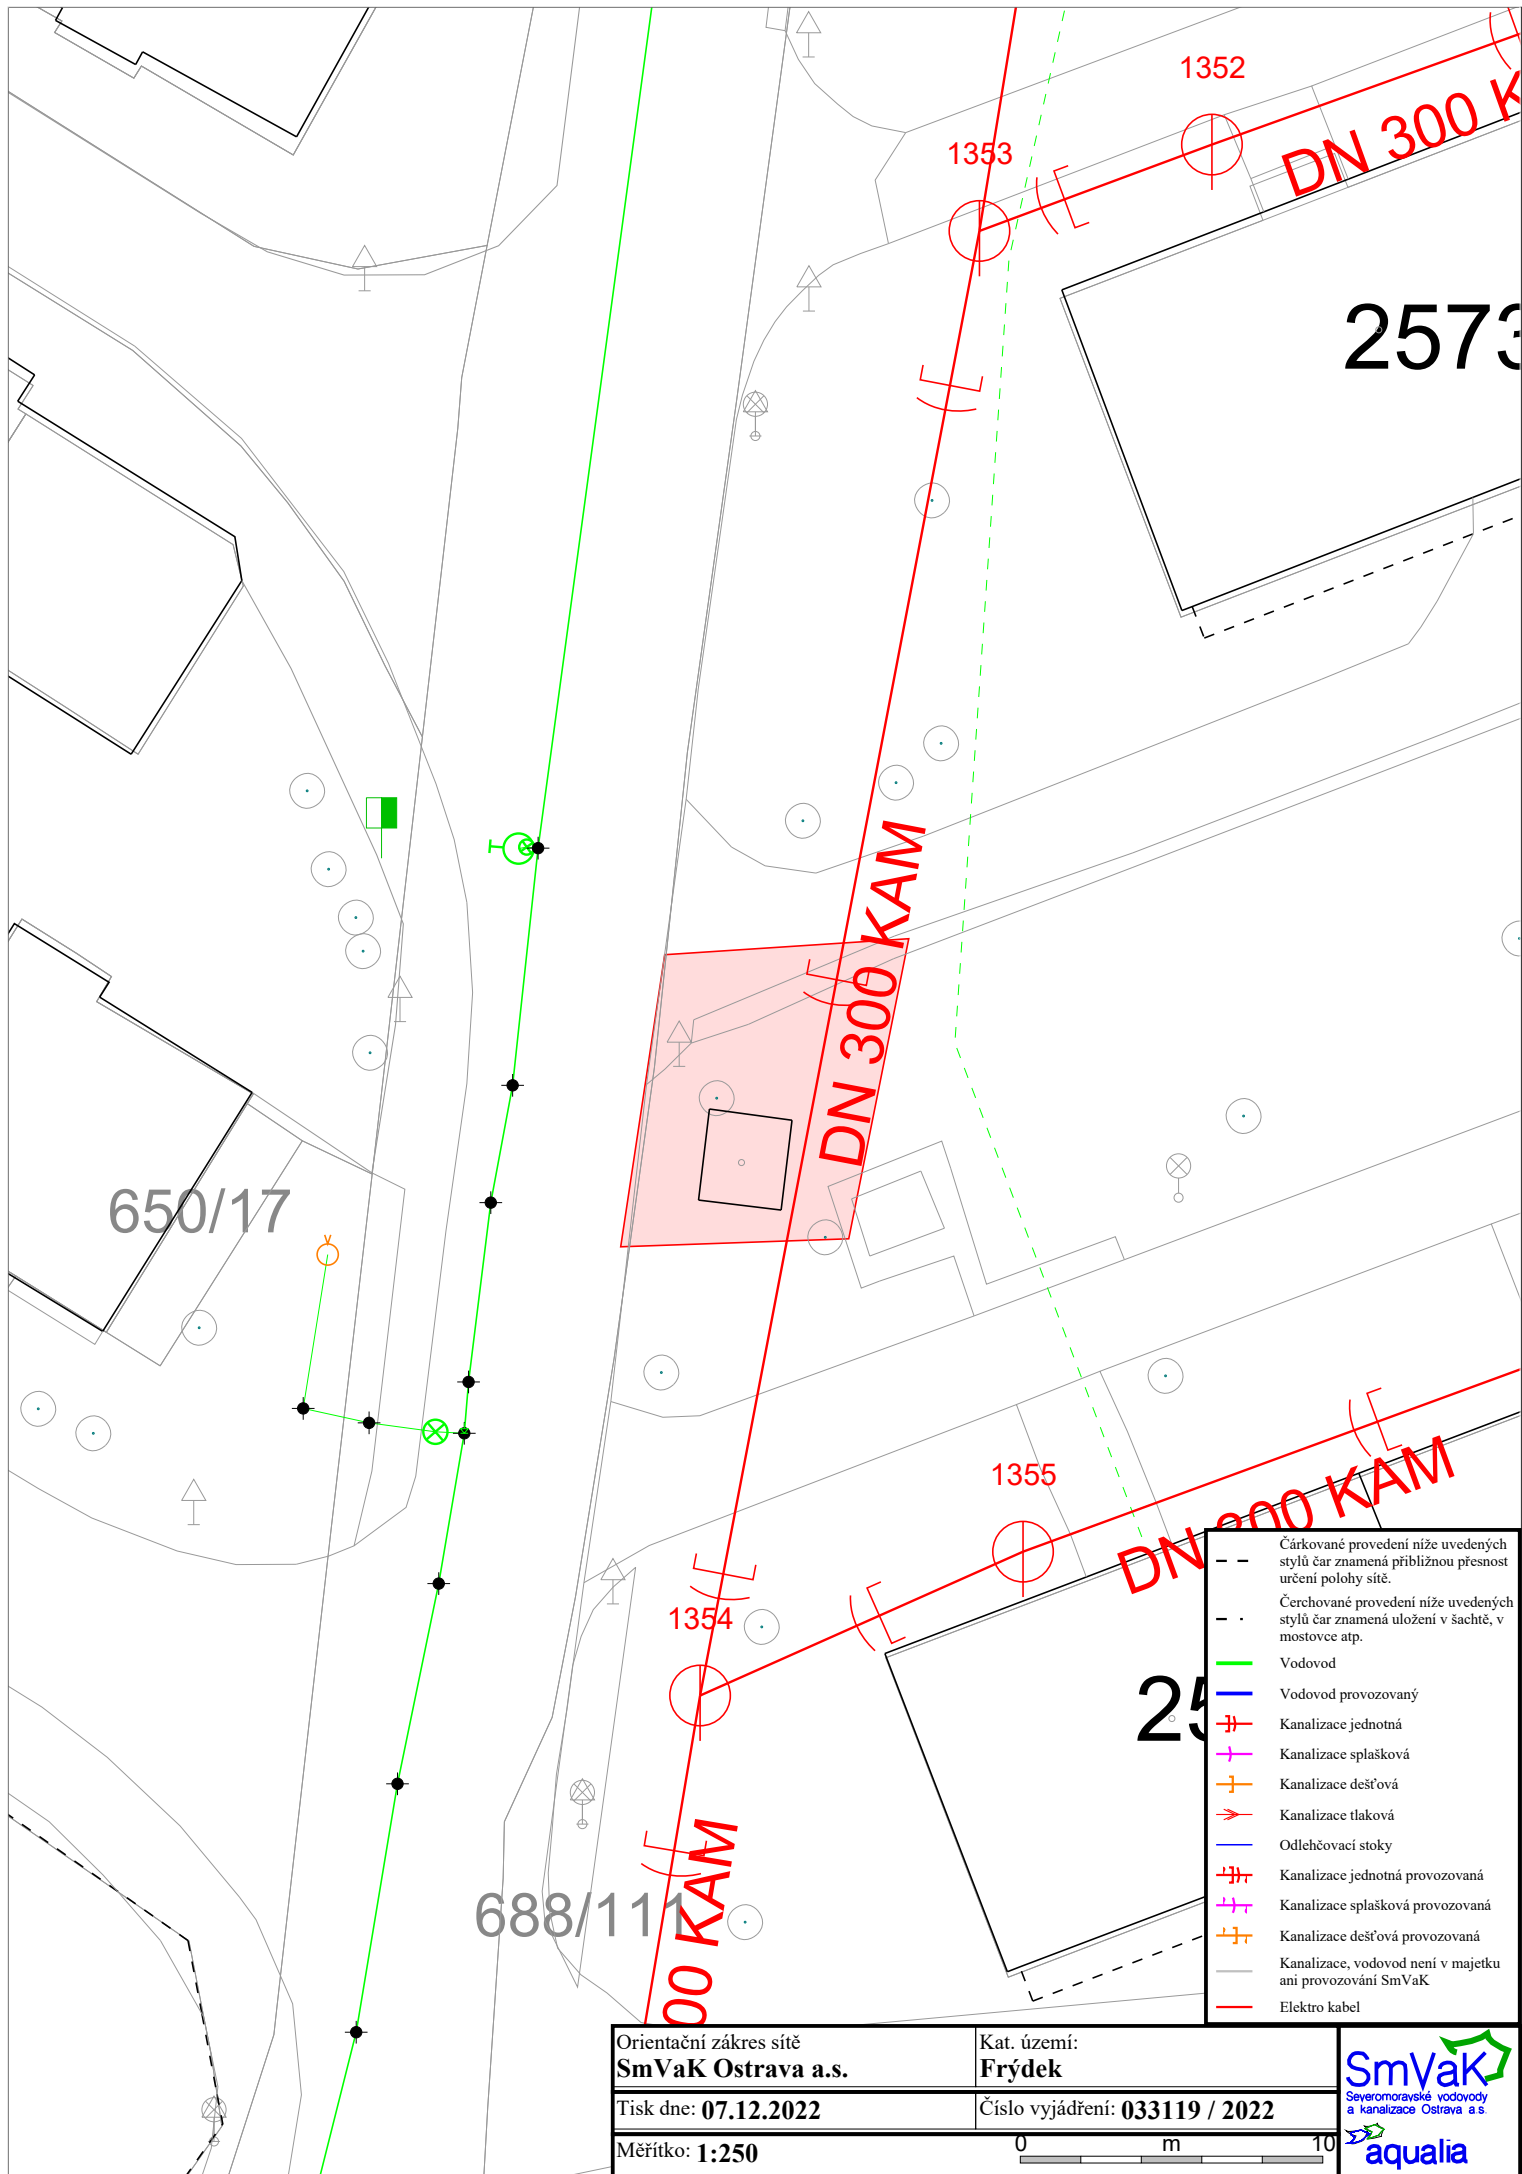 1352
DN 300 K
1353
2573
DN 300 KAM
650/17
1355
DN 300 KAM
1354
25
688/111
00 KAM
Čárkované provedení níže uvedených
stylů čar znamená přibližnou přesnost
určení polohy sítě.
Čerchované provedení níže uvedených
stylů čar znamená uložení v šachtě, v
mostovce atp.
Vodovod
Vodovod provozovaný
Kanalizace jednotná
Kanalizace splašková
Kanalizace dešťová
Kanalizace tlaková
Odlehčovací stoky
Kanalizace jednotná provozovaná
Kanalizace splašková provozovaná
Kanalizace dešťová provozovaná
Kanalizace, vodovod není v majetku
ani provozování SmVaK
Elektro kabel
Orientační zákres sítě
SmVaK Ostrava a.s.
Kat. území:
Frýdek
Tisk dne: 07.12.2022
Číslo vyjádření: 033119 / 2022
Měřítko: 1:250
0 m 10
SmVaK
Severomoravské vodovody
a kanalizace Ostrava a.s.
aqualia